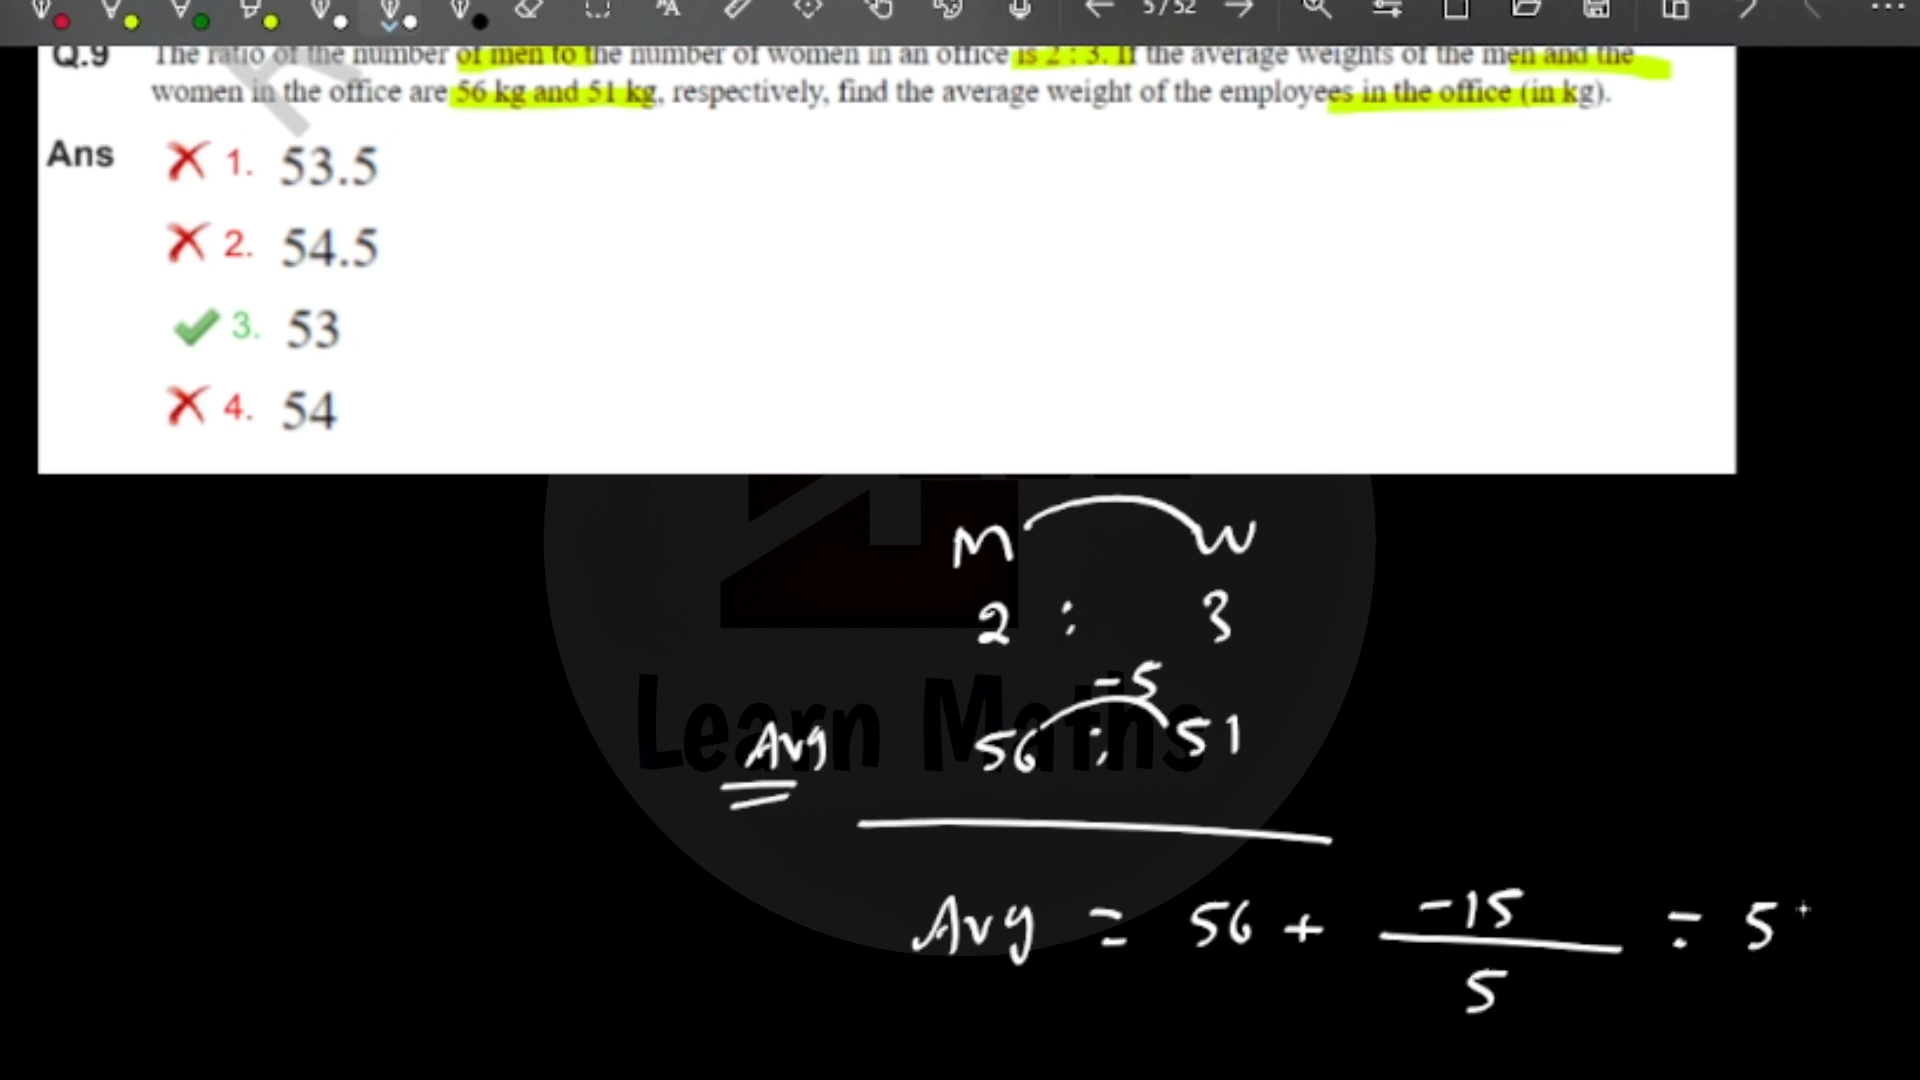 5/52
Q.9 The ratio of the number of men to the number of women in an office is 2 : 3. If the average weights of the men and the
women in the office are 56 kg and 51 kg, respectively, find the average weight of the employees in the office (in kg).
Ans 1. 53.5
2. 54.5
3. 53
4. 54
M W
2 : 3
-5
Avg 56 : 51
Learn Maths
Avg = 56 + -15/5 = 5